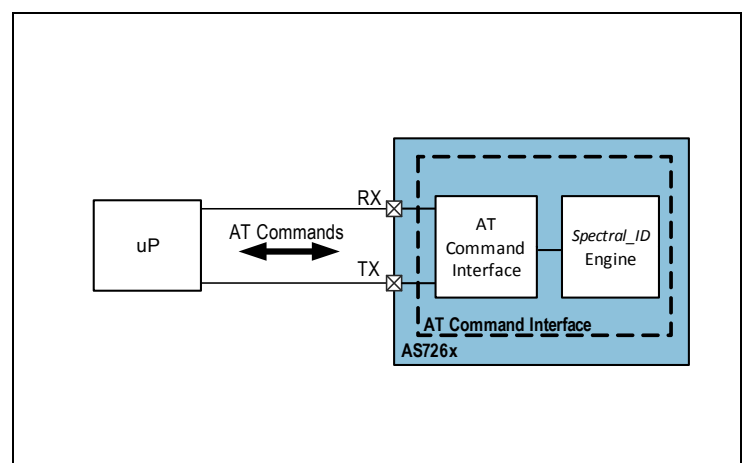 RX
AT Commands
TX
uP
AT
Command
Interface
Spectral_ID
Engine
AT Command Interface
AS726x